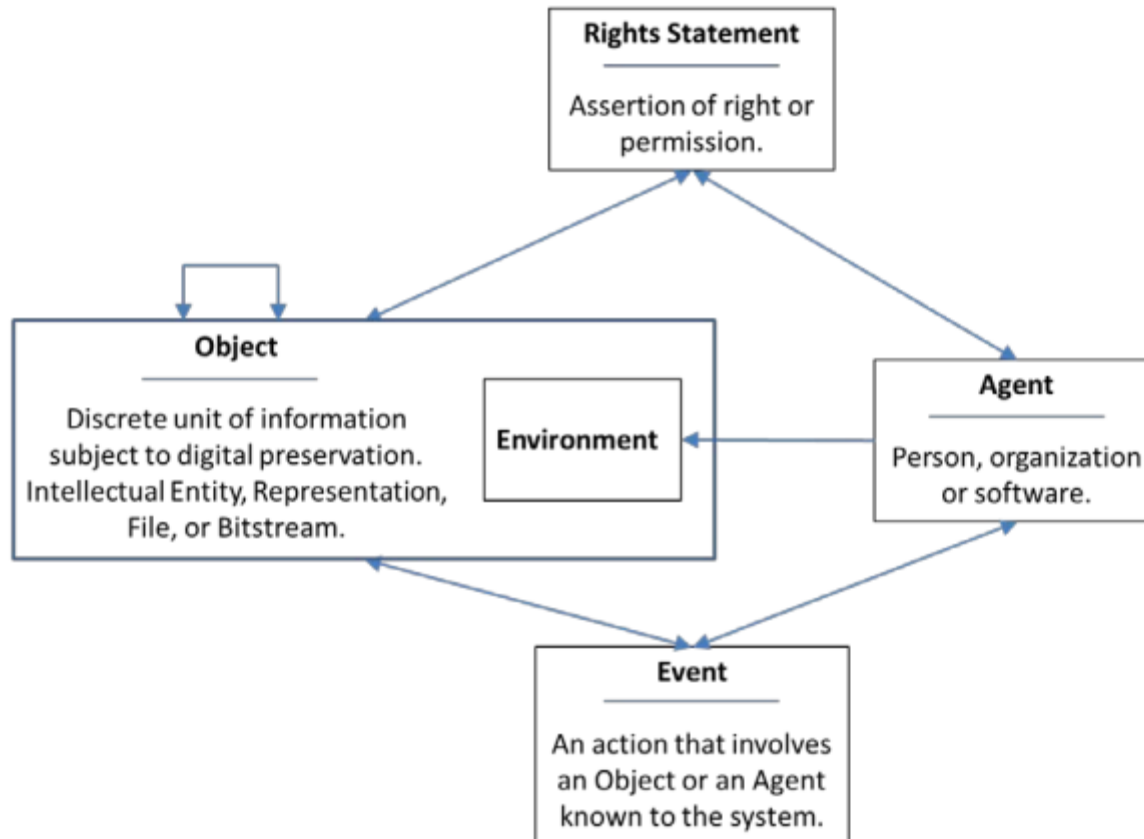 Rights Statement
Assertion of right or
permission.
Object
Discrete unit of information
subject to digital preservation.
Intellectual Entity, Representation,
File, or Bitstream.
Environment
Agent
Person, organization
or software.
Event
An action that involves
an Object or an Agent
known to the system.